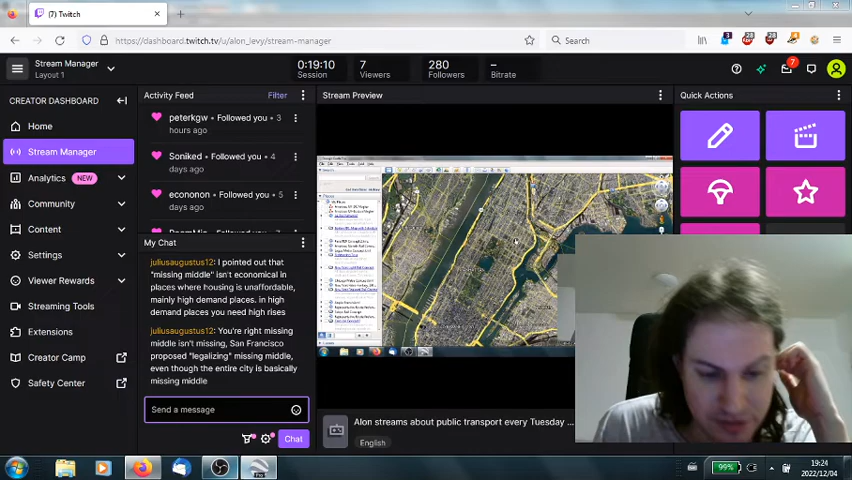 (7) Twitch
https://dashboard.twitch.tv/u/alon_levy/stream-manager
Search
Stream Manager
Layout 1
0:19:10
Session
7
Viewers
280
Followers
–
Bitrate
7
CREATOR DASHBOARD
Home
Stream Manager
Analytics
NEW
Community
Content
Settings
Viewer Rewards
Streaming Tools
Extensions
Creator Camp
Safety Center
Activity Feed
Filter
peterkgw • Followed you • 3
hours ago
Soniked • Followed you • 4
days ago
econonon • Followed you • 5
days ago
My Chat
juliusaugustus12: I pointed out that
"missing middle" isn't economical in
places where housing is unaffordable,
mainly high demand places. in high
demand places you need high rises
juliusaugustus12: You're right missing
middle isn't missing, San Francisco
proposed "legalizing" missing middle,
even though the entire city is basically
missing middle
Send a message
Chat
Stream Preview
Alon streams about public transport every Tuesday ...
English
Quick Actions
99%
19:24
2022/12/04